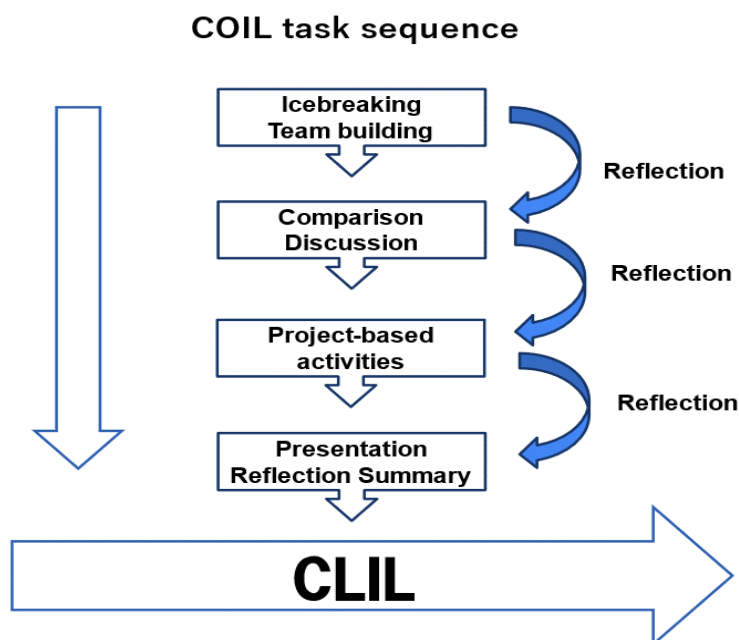 COIL task sequence
Icebreaking
Team building
Reflection
Comparison
Discussion
Reflection
Project-based
activities
Reflection
Presentation
Reflection Summary
CLIL